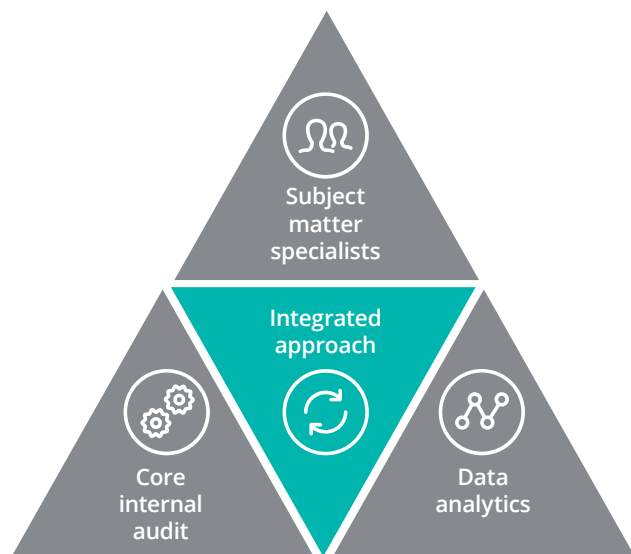 Subject
matter
specialists
Integrated
approach
Core
internal
audit
Data
analytics